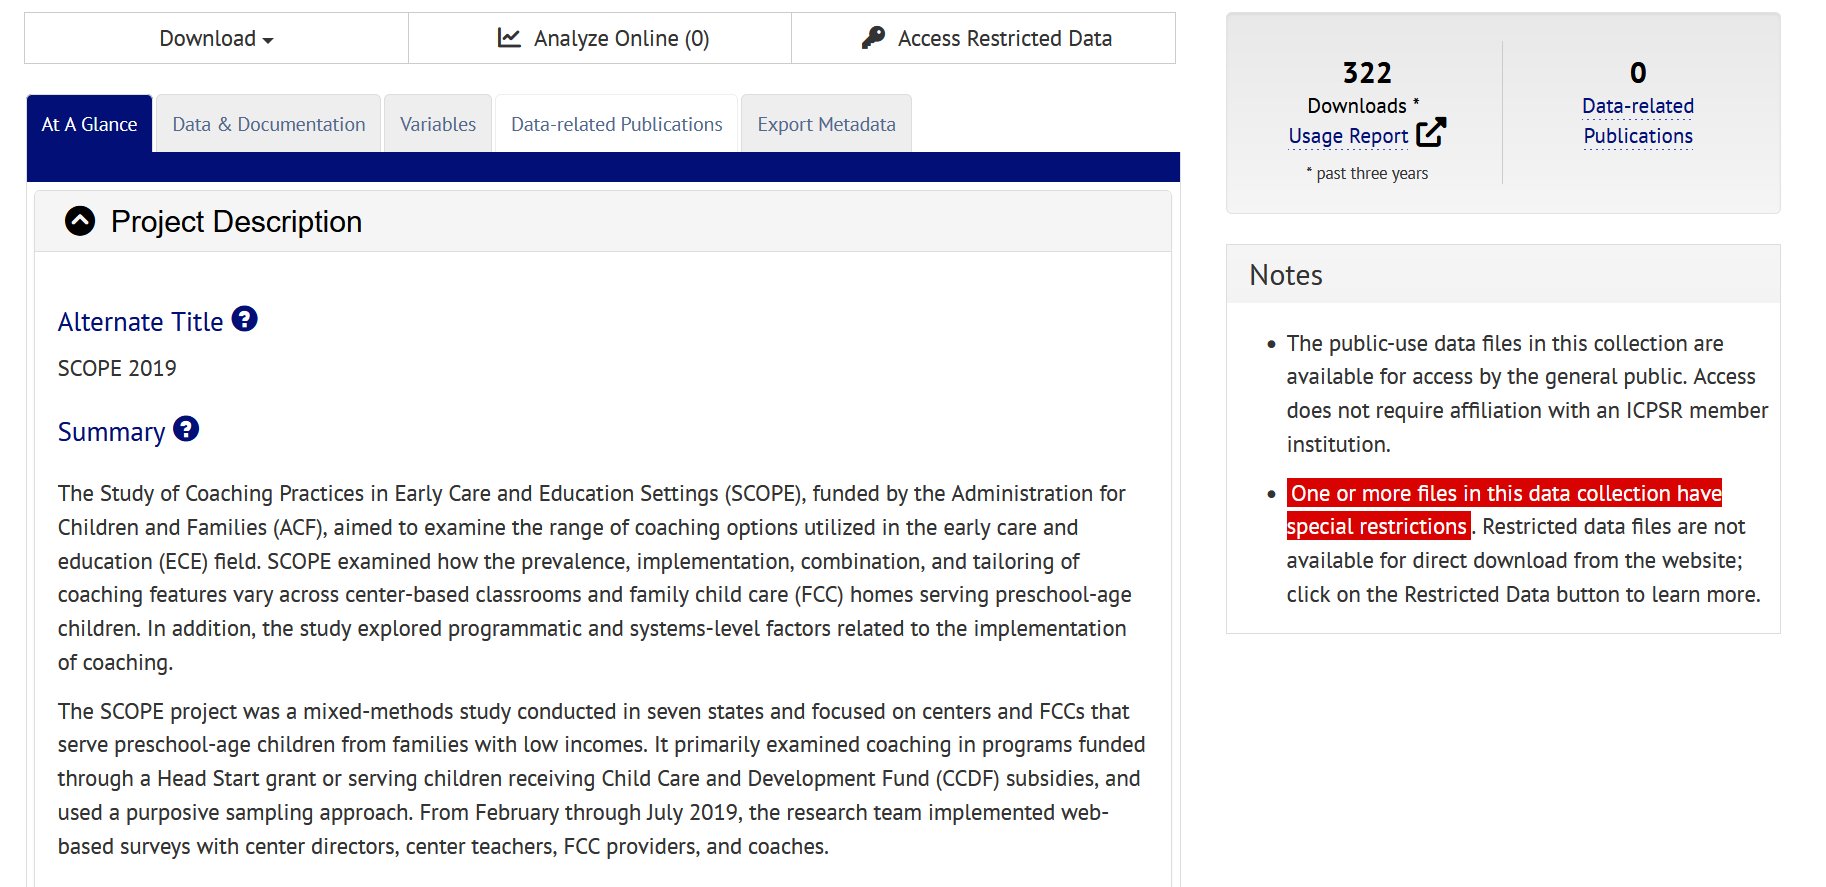 Download
Analyze Online (0)
Access Restricted Data
At A Glance
Data & Documentation
Variables
Data-related Publications
Export Metadata
Project Description
Alternate Title ?
SCOPE 2019
Summary ?
The Study of Coaching Practices in Early Care and Education Settings (SCOPE), funded by the Administration for
Children and Families (ACF), aimed to examine the range of coaching options utilized in the early care and
education (ECE) field. SCOPE examined how the prevalence, implementation, combination, and tailoring of
coaching features vary across center-based classrooms and family child care (FCC) homes serving preschool-age
children. In addition, the study explored programmatic and systems-level factors related to the implementation
of coaching.
The SCOPE project was a mixed-methods study conducted in seven states and focused on centers and FCCs that
serve preschool-age children from families with low incomes. It primarily examined coaching in programs funded
through a Head Start grant or serving children receiving Child Care and Development Fund (CCDF) subsidies, and
used a purposive sampling approach. From February through July 2019, the research team implemented web-
based surveys with center directors, center teachers, FCC providers, and coaches.
322
Downloads *
Usage Report
* past three years
0
Data-related
Publications
Notes
• The public-use data files in this collection are
available for access by the general public. Access
does not require affiliation with an ICPSR member
institution.
• One or more files in this data collection have
special restrictions . Restricted data files are not
available for direct download from the website;
click on the Restricted Data button to learn more.